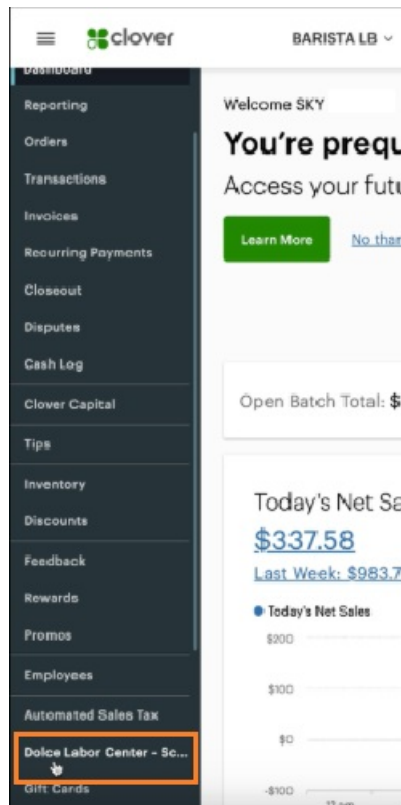 clover
BARISTA LB
Dashboard
Reporting
Orders
Transactions
Invoices
Recurring Payments
Closeout
Disputes
Cash Log
Clover Capital
Tips
Inventory
Discounts
Feedback
Rewards
Promos
Employees
Automated Sales Tax
Dolce Labor Center - Sc...
Gift Cards
Welcome SKY
You're prequ
Access your futu
Learn More
No than
Open Batch Total: $
Today's Net Sa
$337.58
Last Week: $983.7
Today's Net Sales
$200
$100
$0
-$100
12 am